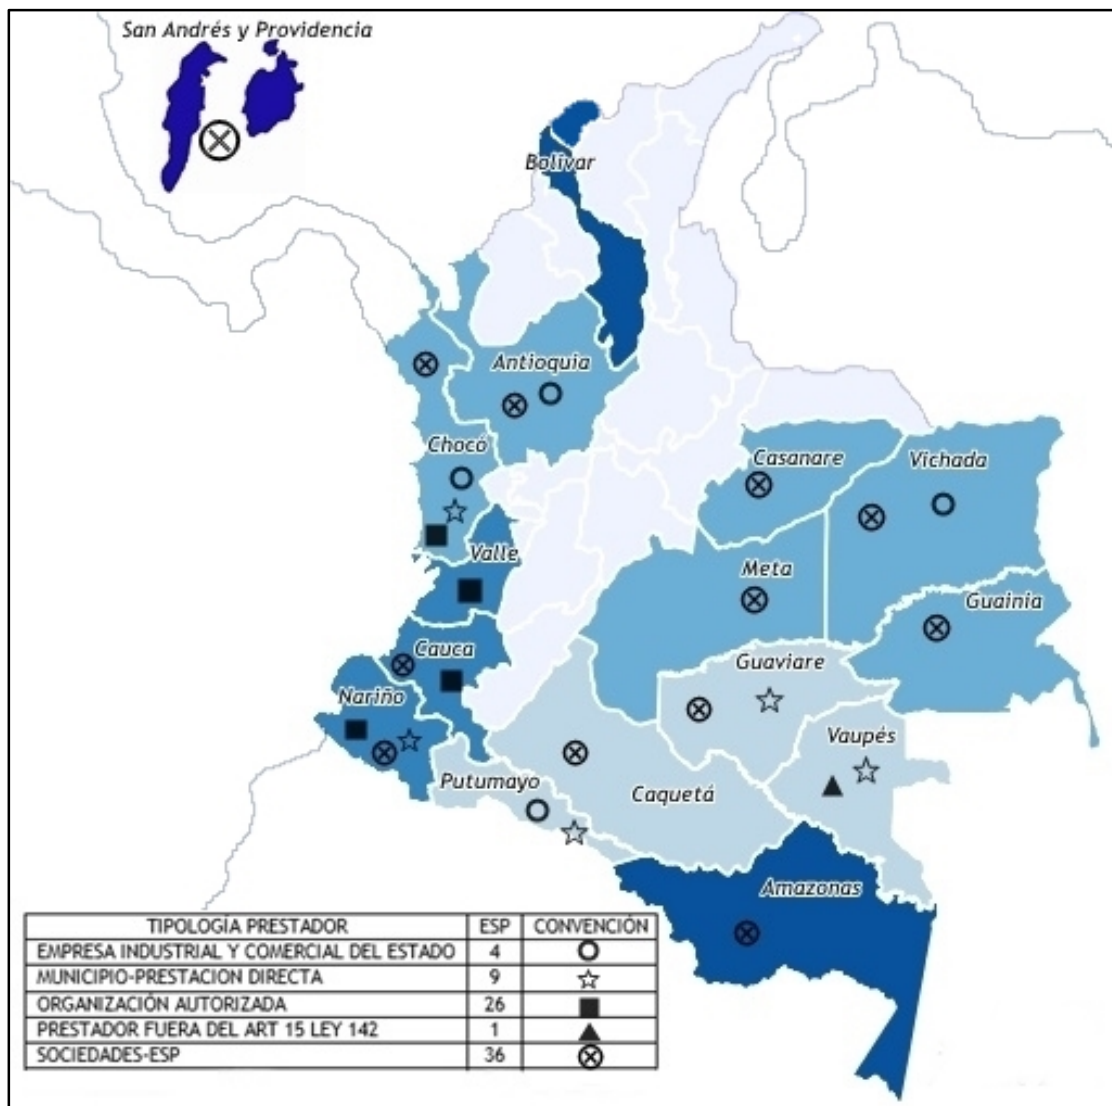 San Andrés y Providencia
Bolívar
Antioquia
Chocó
Casanare
Vichada
Valle
Meta
Guainia
Cauca
Guaviare
Nariño
Vaupés
Putumayo
Caquetá
Amazonas
TIPOLOGÍA PRESTADOR ESP CONVENCIÓN
EMPRESA INDUSTRIAL Y COMERCIAL DEL ESTADO 4
MUNICIPIO-PRESTACION DIRECTA 9
ORGANIZACIÓN AUTORIZADA 26
PRESTADOR FUERA DEL ART 15 LEY 142 1
SOCIEDADES-ESP 36